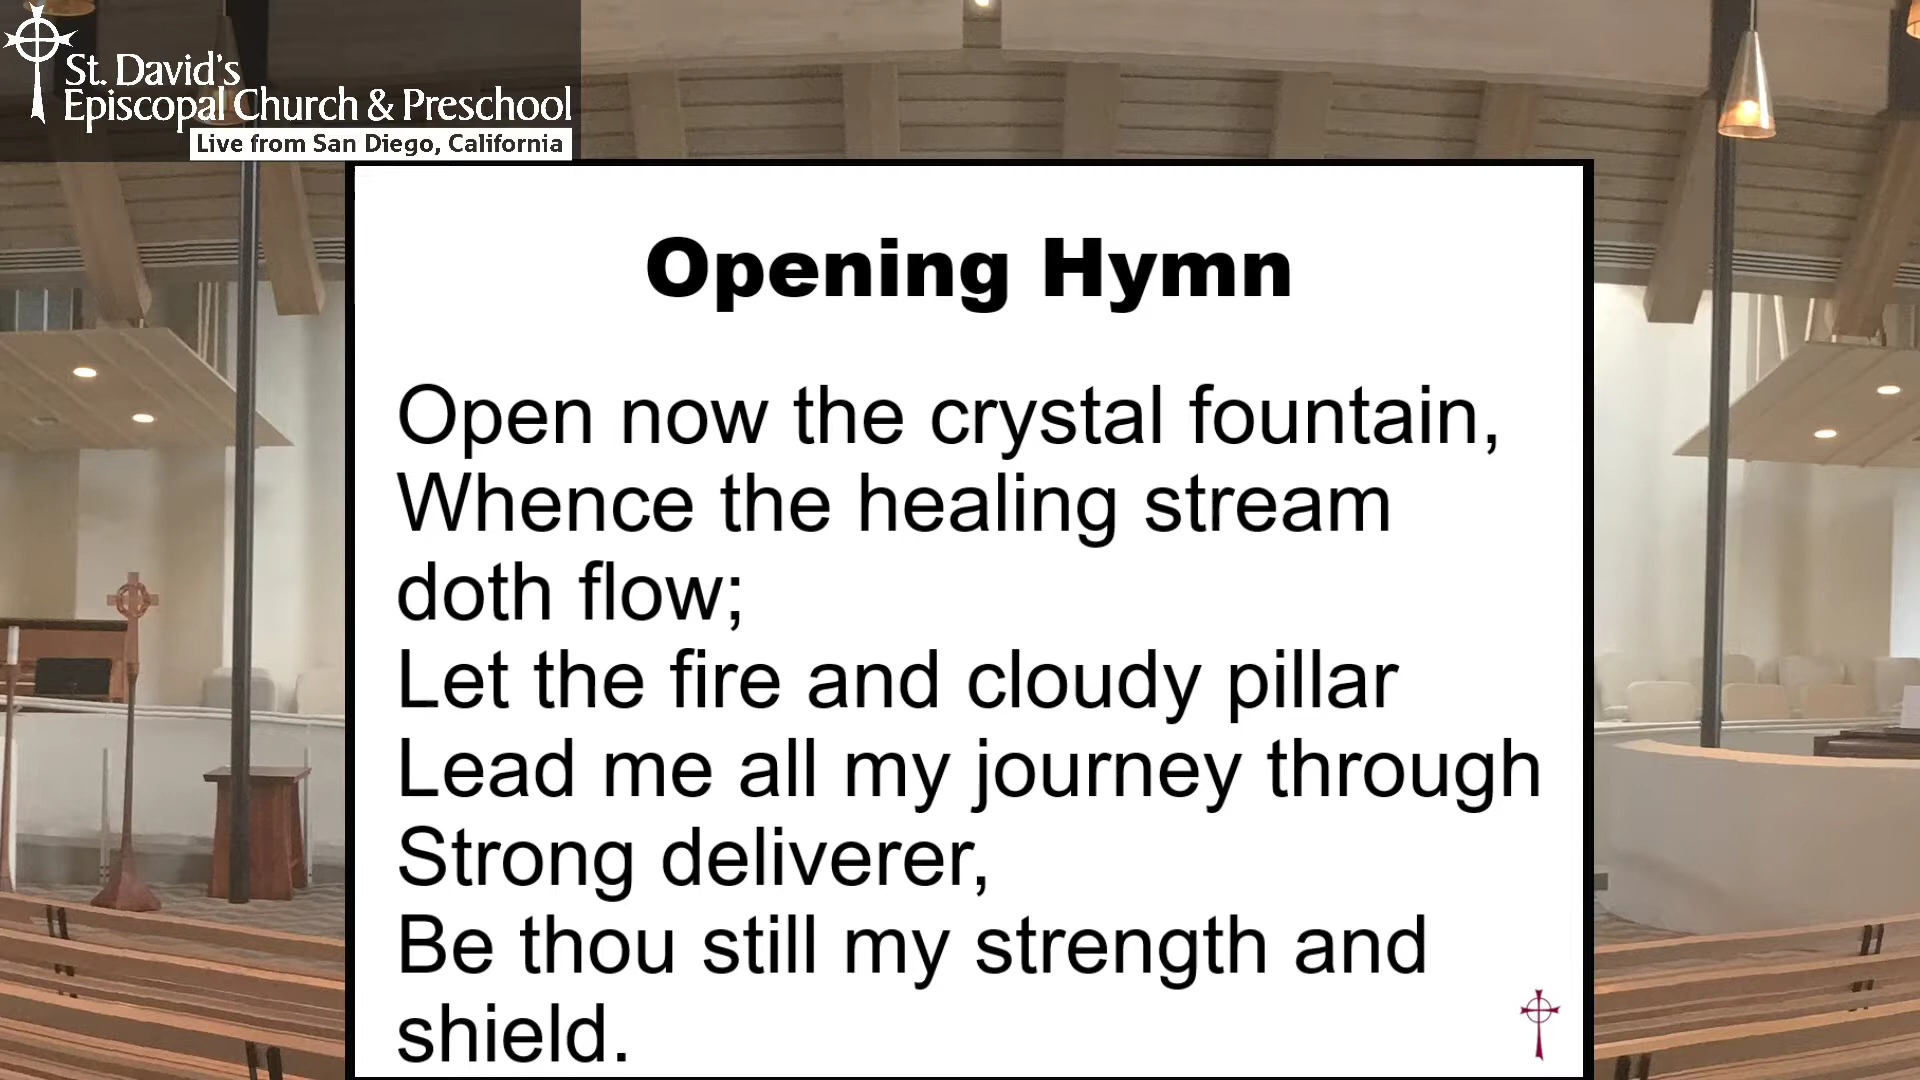 St. David's
Episcopal Church & Preschool
Live from San Diego, California
Opening Hymn
Open now the crystal fountain,
Whence the healing stream
doth flow;
Let the fire and cloudy pillar
Lead me all my journey through
Strong deliverer,
Be thou still my strength and
shield.